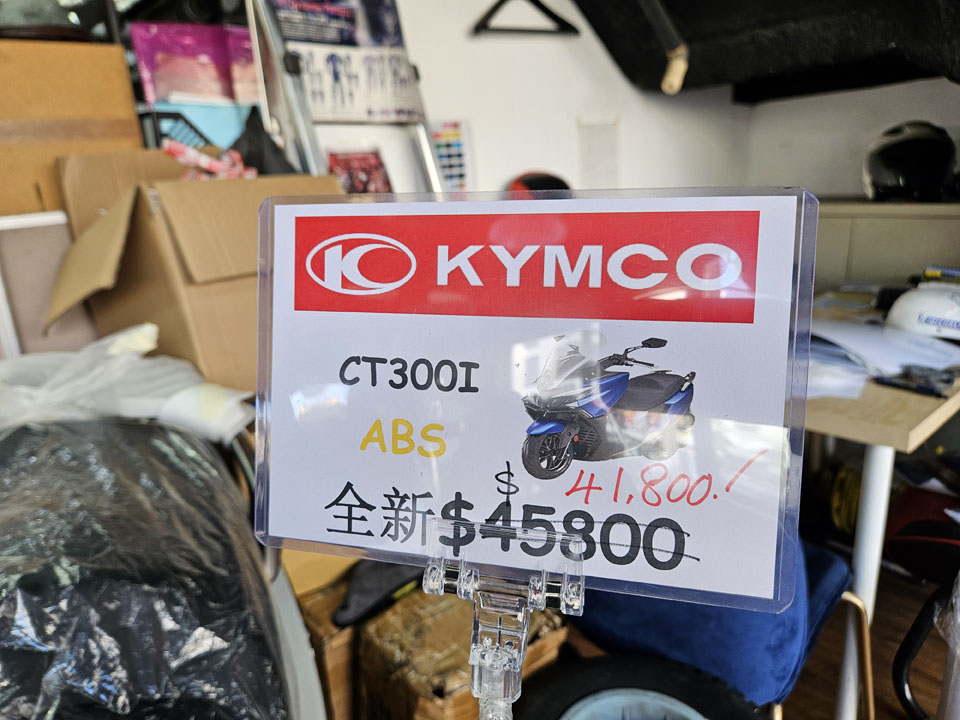 KYMCO
CT300I
ABS
$ 41,800./
全新$45800